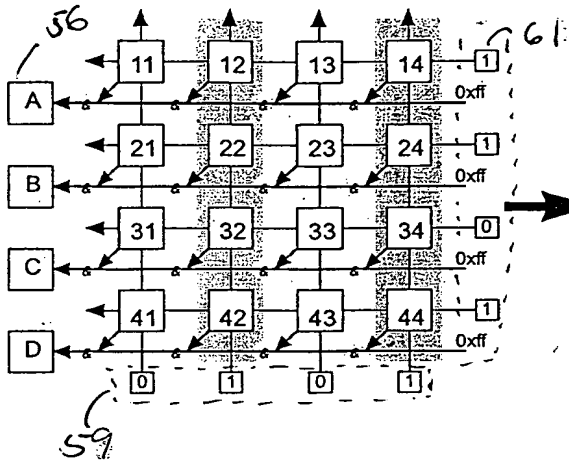 56
61
11 12 13 14 1
A & & & & 0xff
21 22 23 24 1
B & & & & 0xff
31 32 33 34 0
C & & & & 0xff
41 42 43 44 1
D & & & & 0xff
0 1 0 1
59